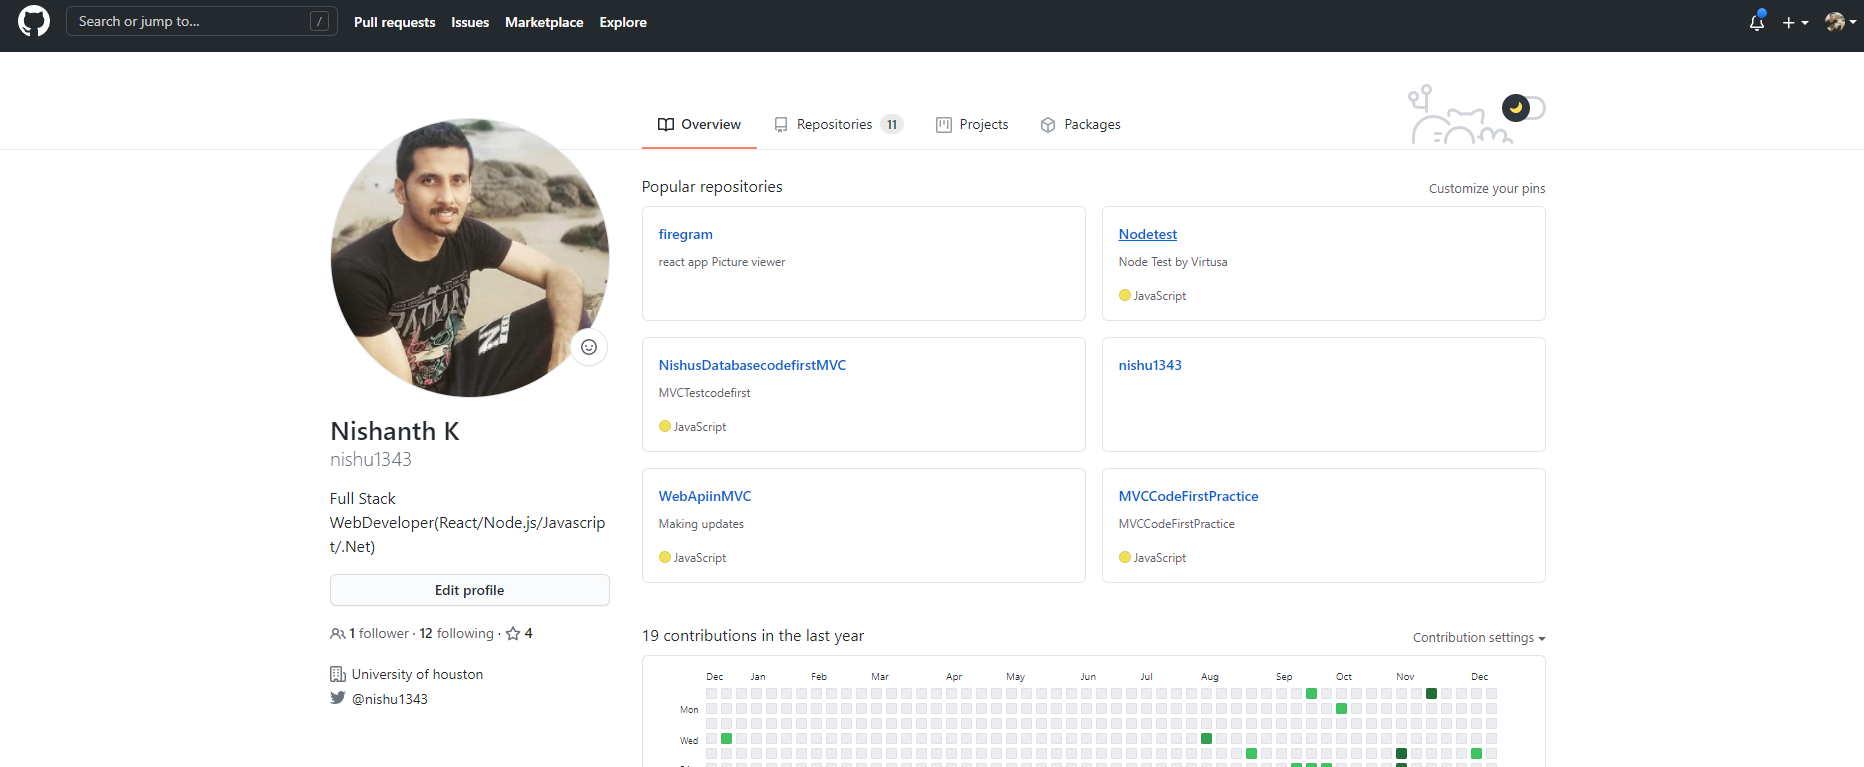 Search or jump to...
/
Pull requests
Issues
Marketplace
Explore
Overview
Repositories 11
Projects
Packages
Nishanth K
nishu1343
Full Stack
WebDeveloper(React/Node.js/Javascrip
t/.Net)
Edit profile
1 follower · 12 following · 4
University of houston
@nishu1343
Popular repositories
Customize your pins
firegram
react app Picture viewer
Nodetest
Node Test by Virtusa
JavaScript
NishusDatabasecodefirstMVC
MVCTestcodefirst
JavaScript
nishu1343
WebApiinMVC
Making updates
JavaScript
MVCCodeFirstPractice
MVCCodeFirstPractice
JavaScript
19 contributions in the last year
Contribution settings
Dec Jan Feb Mar Apr May Jun Jul Aug Sep Oct Nov Dec
Mon
Wed